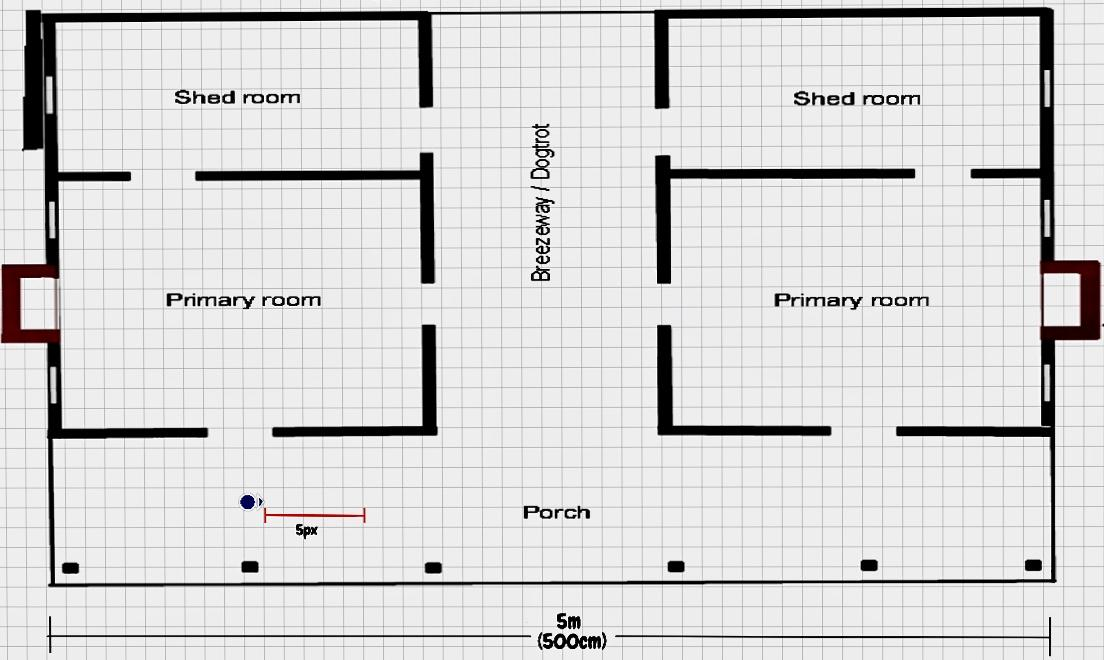 Shed room
Shed room
Breezeway / Dogtrot
Primary room
Primary room
Porch
5px
5m
(500cm)